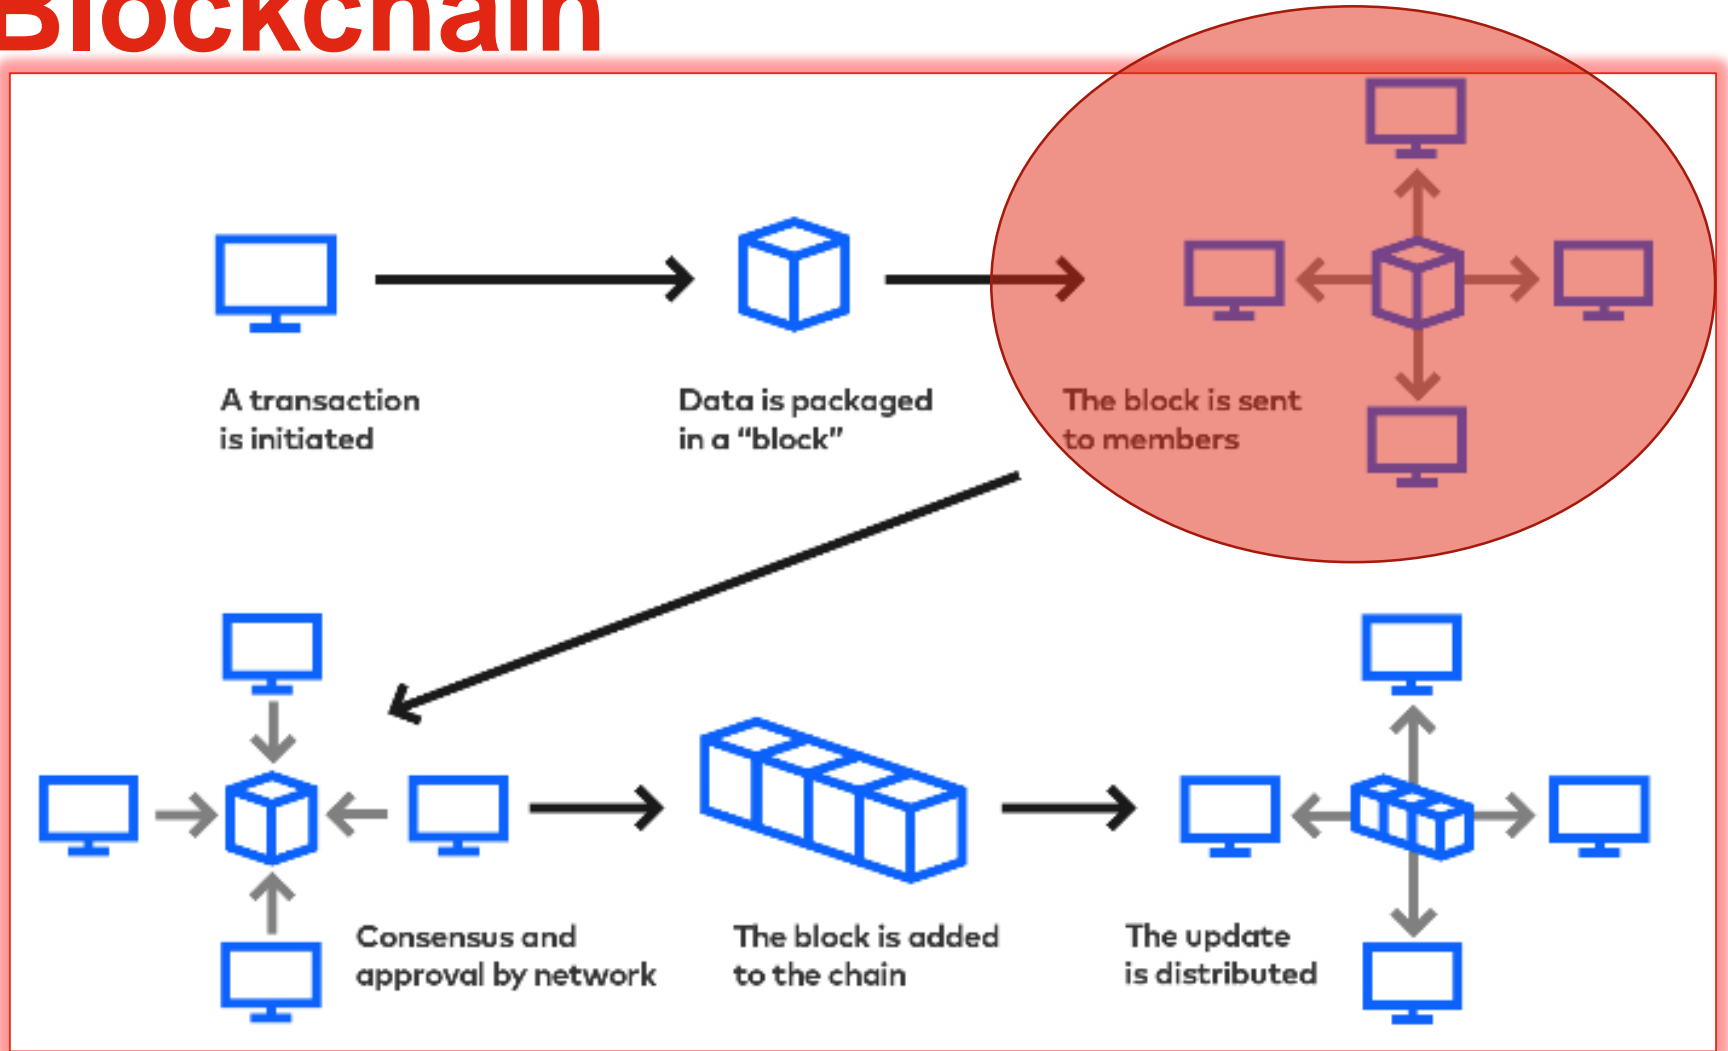 Blockchain
A transaction
is initiated
Data is packaged
in a “block”
The block is sent
to members
Consensus and
approval by network
The block is added
to the chain
The update
is distributed